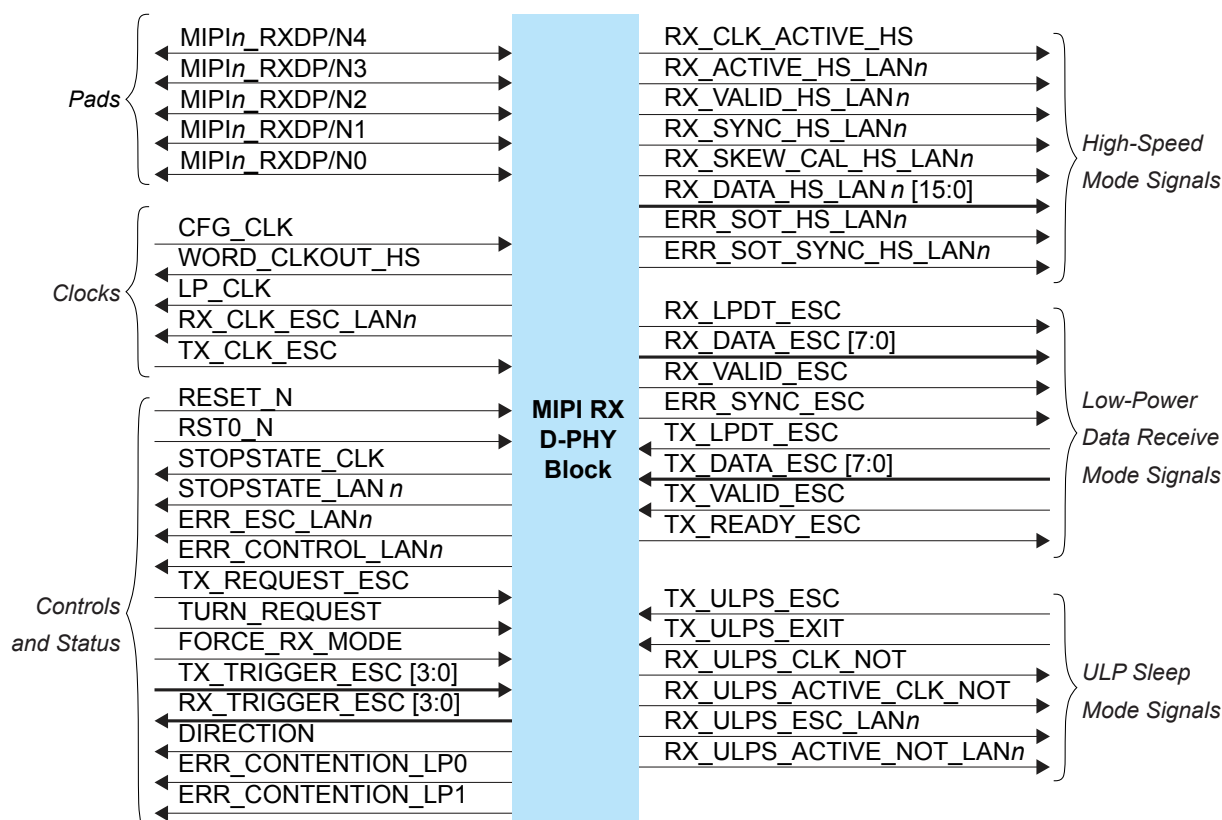 Pads
MIPIn_RXDP/N4
MIPIn_RXDP/N3
MIPIn_RXDP/N2
MIPIn_RXDP/N1
MIPIn_RXDP/N0
Clocks
CFG_CLK
WORD_CLKOUT_HS
LP_CLK
RX_CLK_ESC_LANn
TX_CLK_ESC
Controls
and Status
RESET_N
RST0_N
STOPSTATE_CLK
STOPSTATE_LAN n
ERR_ESC_LANn
ERR_CONTROL_LANn
TX_REQUEST_ESC
TURN_REQUEST
FORCE_RX_MODE
TX_TRIGGER_ESC [3:0]
RX_TRIGGER_ESC [3:0]
DIRECTION
ERR_CONTENTION_LP0
ERR_CONTENTION_LP1
MIPI RX
D-PHY
Block
RX_CLK_ACTIVE_HS
RX_ACTIVE_HS_LANn
RX_VALID_HS_LANn
RX_SYNC_HS_LANn
RX_SKEW_CAL_HS_LANn
RX_DATA_HS_LAN n [15:0]
ERR_SOT_HS_LANn
ERR_SOT_SYNC_HS_LANn
High-Speed
Mode Signals
RX_LPDT_ESC
RX_DATA_ESC [7:0]
RX_VALID_ESC
ERR_SYNC_ESC
TX_LPDT_ESC
TX_DATA_ESC [7:0]
TX_VALID_ESC
TX_READY_ESC
Low-Power
Data Receive
Mode Signals
TX_ULPS_ESC
TX_ULPS_EXIT
RX_ULPS_CLK_NOT
RX_ULPS_ACTIVE_CLK_NOT
RX_ULPS_ESC_LANn
RX_ULPS_ACTIVE_NOT_LANn
ULP Sleep
Mode Signals